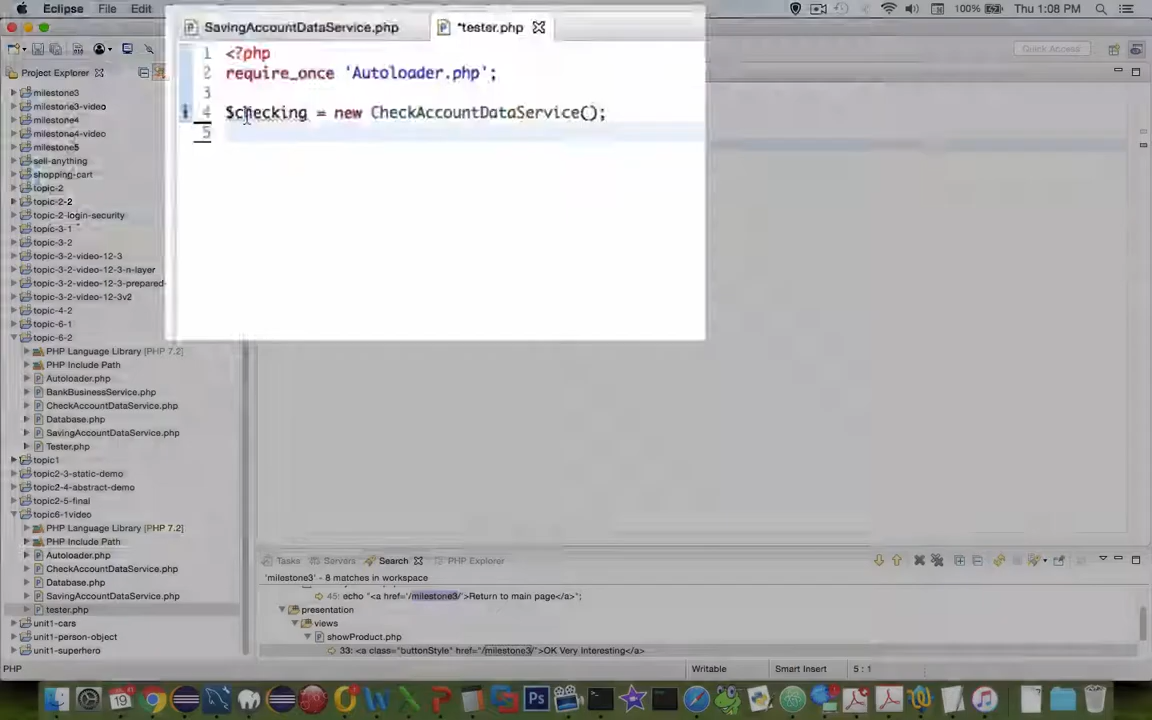 Eclipse File Edit
100% Thu 1:08 PM
SavingAccountDataService.php *tester.php
Quick Access
Project Explorer
1 <?php
2 require_once 'Autoloader.php';
3
4 $checking = new CheckAccountDataService();
5
milestone3
milestone3-video
milestone4
milestone4-video
milestone5
sell-anything
shopping-cart
topic-2
topic-2-2
topic-2-login-security
topic-3-1
topic-3-2
topic-3-2-video-12-3
topic-3-2-video-12-3-n-layer
topic-3-2-video-12-3-prepared-
topic-3-2-video-12-3v2
topic-4-2
topic-6-1
topic-6-2
PHP Language Library [PHP 7.2]
PHP Include Path
Autoloader.php
BankBusinessService.php
CheckAccountDataService.php
Database.php
SavingAccountDataService.php
Tester.php
topic1
topic2-3-static-demo
topic2-4-abstract-demo
topic2-5-final
topic6-1video
PHP Language Library [PHP 7.2]
PHP Include Path
Autoloader.php
CheckAccountDataService.php
Database.php
SavingAccountDataService.php
tester.php
unit1-cars
unit1-person-object
unit1-superhero
Tasks Servers Search PHP Explorer
'milestone3' - 8 matches in workspace
45: echo "<a href='/milestone3/'>Return to main page</a>";
presentation
views
showProduct.php
33: <a class="buttonStyle" href="/milestone3/">OK Very Interesting</a>
PHP Writable Smart Insert 5 : 1
19